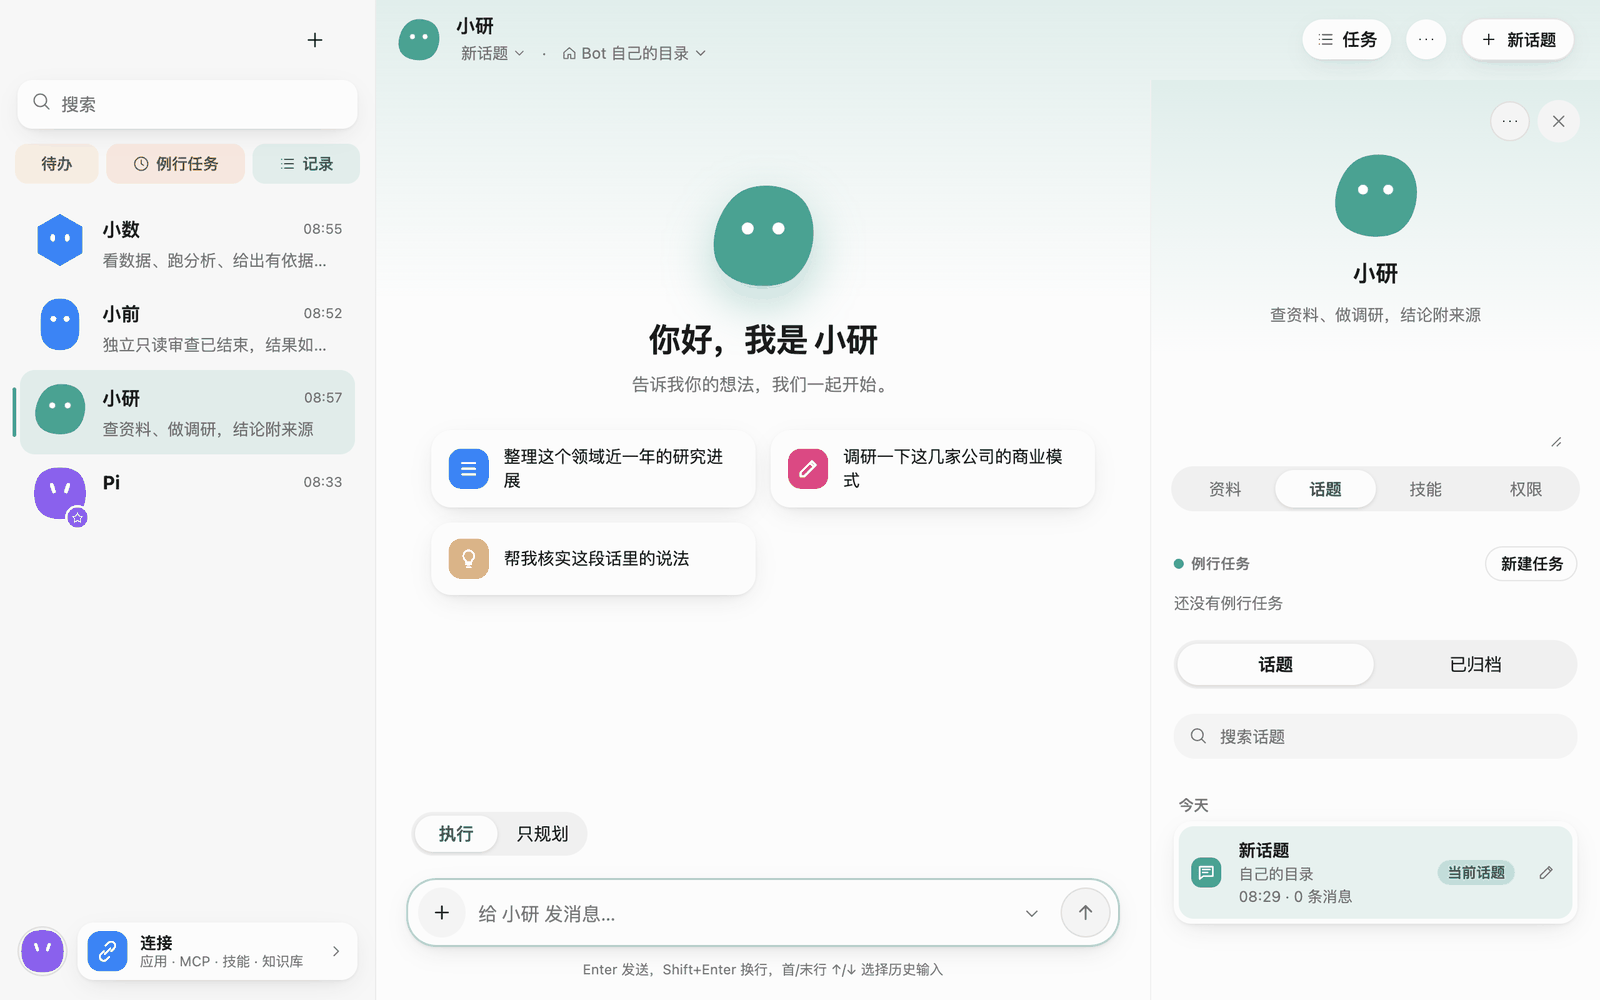 搜索
待办
例行任务
记录
小数
08:55
看数据、跑分析、给出有依据...
小前
08:52
独立只读审查已结束，结果如...
小研
08:57
查资料、做调研，结论附来源
Pi
08:33
连接
应用 · MCP · 技能 · 知识库
小研
新话题 · Bot 自己的目录
任务
新话题
你好，我是 小研
告诉我你的想法，我们一起开始。
整理这个领域近一年的研究进
展
调研一下这几家公司的商业模
式
帮我核实这段话里的说法
执行
只规划
给 小研 发消息...
Enter 发送，Shift+Enter 换行，首/末行 ↑/↓ 选择历史输入
小研
查资料、做调研，结论附来源
资料
话题
技能
权限
例行任务
新建任务
还没有例行任务
话题
已归档
搜索话题
今天
新话题
自己的目录
08:29 · 0 条消息
当前话题